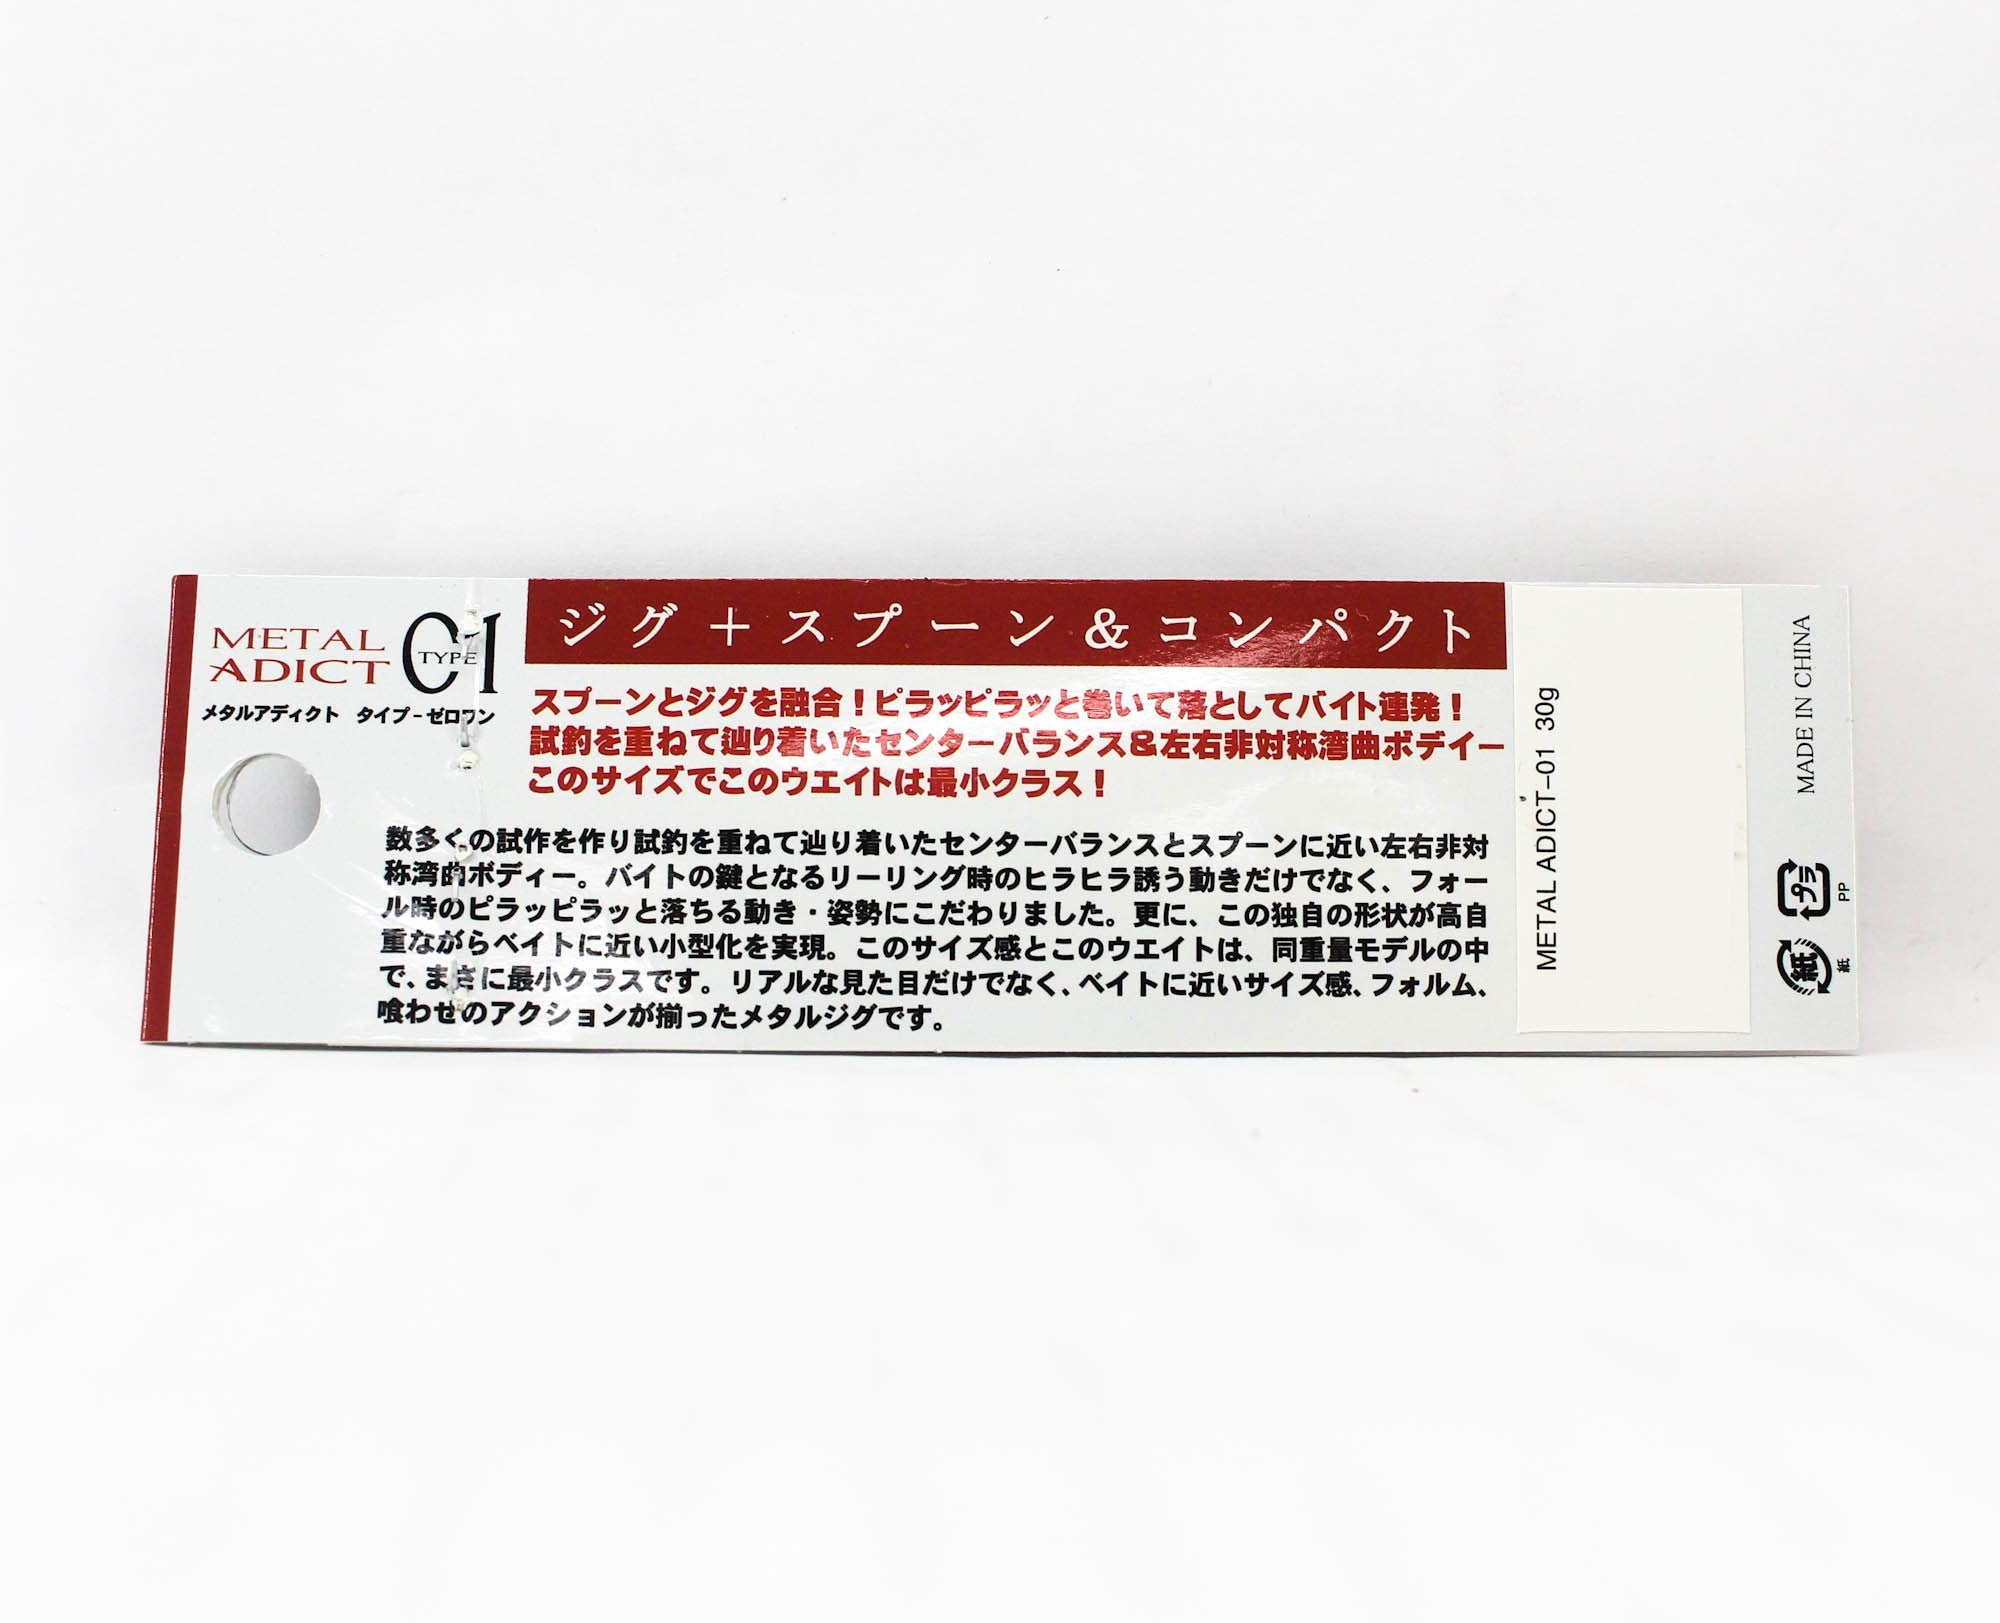 METAL
ADICT
TYPE
01
メタルアディクト タイプ-ゼロワン
ジグ+スプーン&コンパクト
スプーンとジグを融合!ピラッピラッと巻いて落としてバイト連発!
試釣を重ねて辿り着いたセンターバランス&左右非対称湾曲ボデイー
このサイズでこのウエイトは最小クラス!
数多くの試作を作り試釣を重ねて辿り着いたセンターバランスとスプーンに近い左右非対
称湾曲ボディー。バイトの鍵となるリーリング時のヒラヒラ誘う動きだけでなく、フォー
ル時のピラッピラッと落ちる動き・姿勢にこだわりました。更に、この独自の形状が高自
重ながらベイトに近い小型化を実現。このサイズ感とこのウエイトは、同重量モデルの中
で、まさに最小クラスです。リアルな見た目だけでなく、ベイトに近いサイズ感、フォルム、
喰わせのアクションが揃ったメタルジグです。
METAL ADICT-01 30g
MADE IN CHINA
プラ
PP
紙
紙